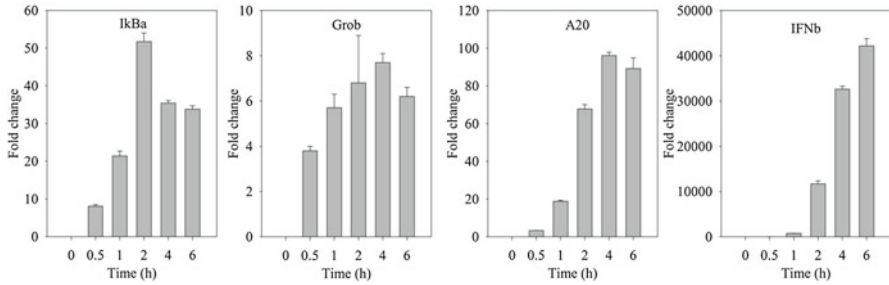 IkBa
Fold change
60
50
40
30
20
10
0
0 0.5 1 2 4 6
Time (h)
Grob
Fold change
8
6
4
2
0
0 0.5 1 2 4 6
Time (h)
A20
Fold change
120
100
80
60
40
20
0
0 0.5 1 2 4 6
Time (h)
IFNb
Fold change
50000
40000
30000
20000
10000
0
0 0.5 1 2 4 6
Time (h)